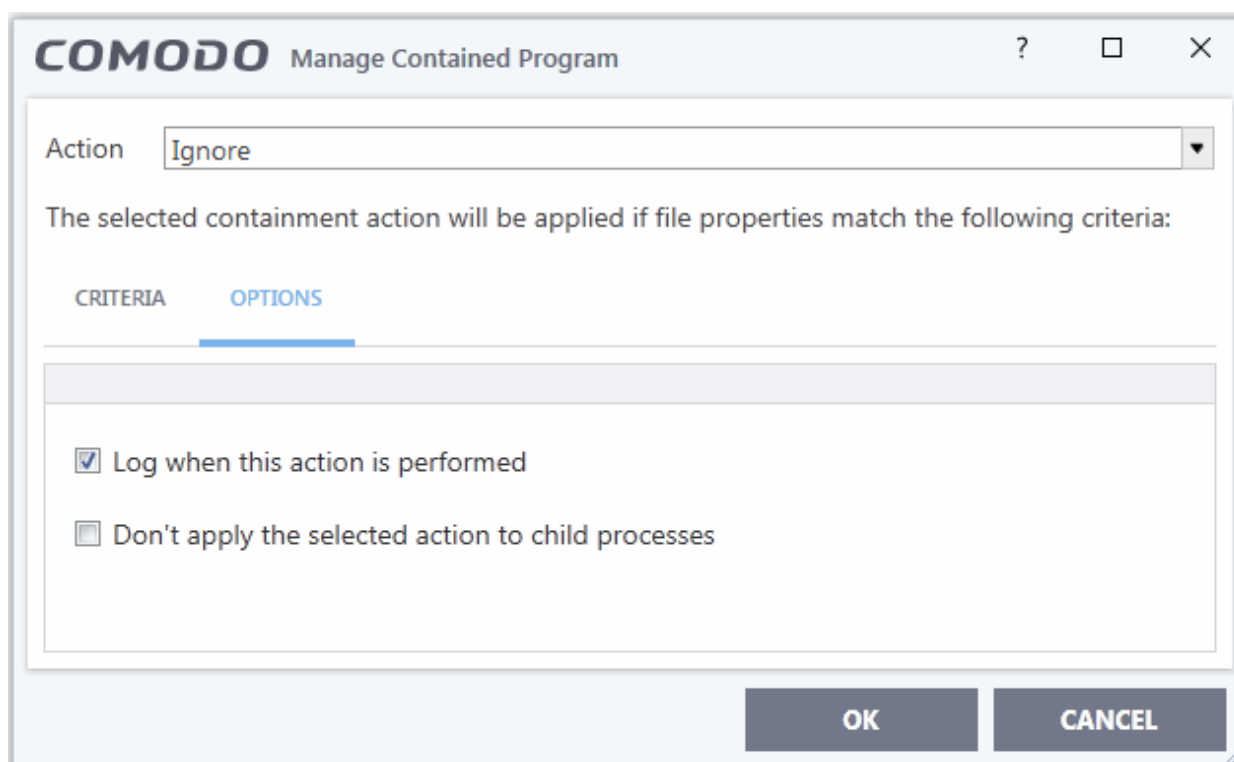 COMODO Manage Contained Program ?
Action Ignore
The selected containment action will be applied if file properties match the following criteria:
CRITERIA OPTIONS
Log when this action is performed
Don't apply the selected action to child processes
OK CANCEL